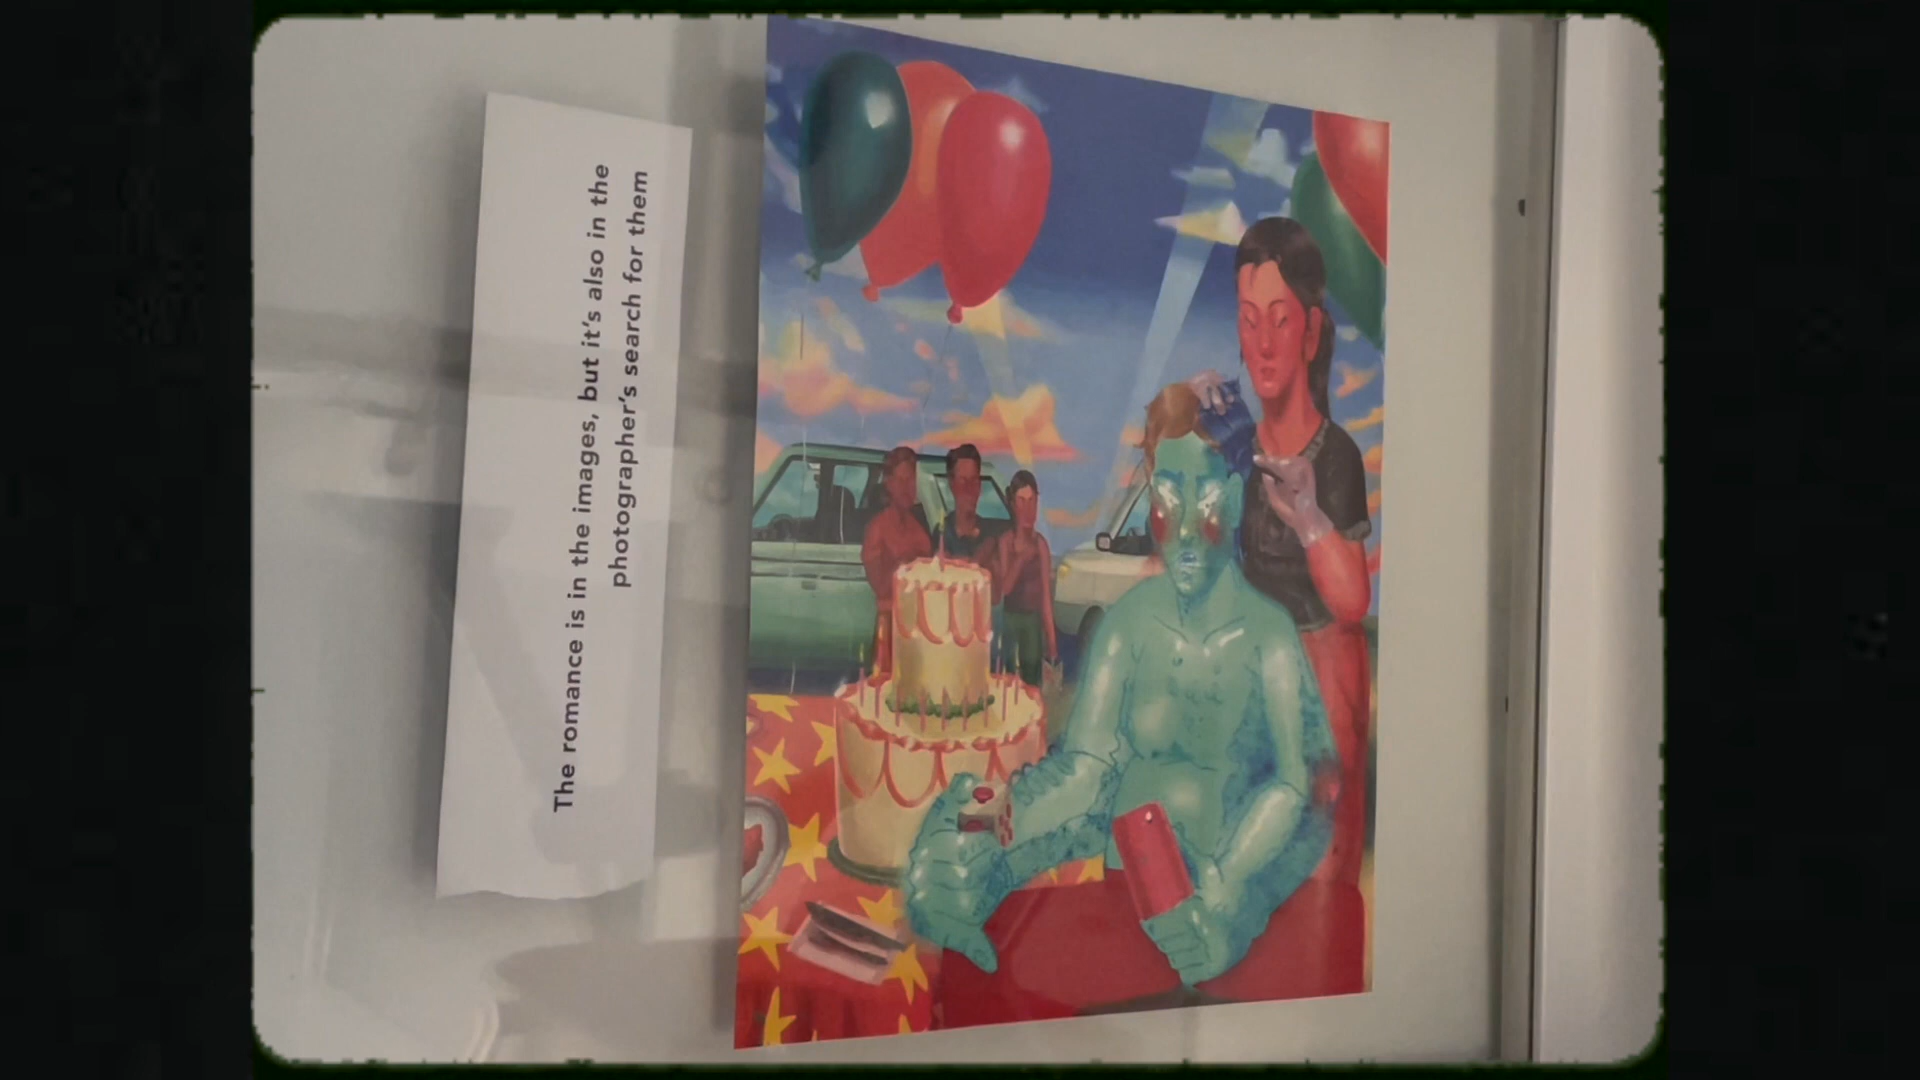 The romance is in the images, but it's also in the
photographer's search for them